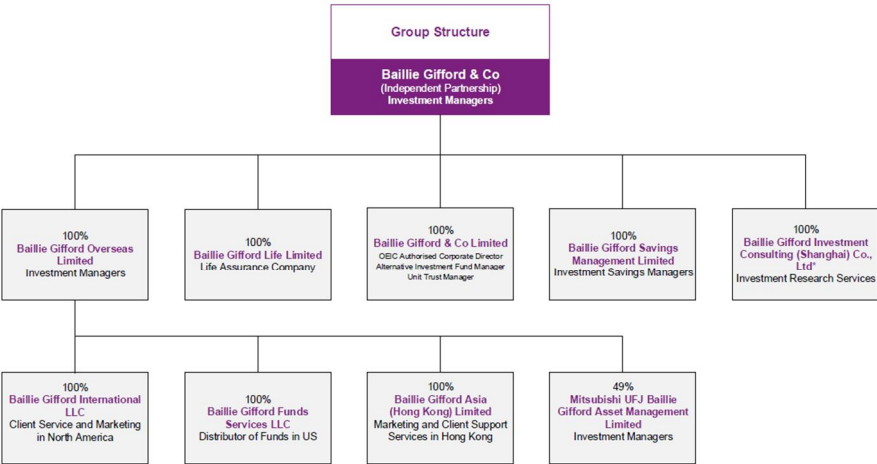 Group Structure
Baillie Gifford & Co
(Independent Partnership)
Investment Managers
100%
Baillie Gifford Overseas
Limited
Investment Managers
100%
Baillie Gifford Life Limited
Life Assurance Company
100%
Baillie Gifford & Co Limited
OEIC Authorised Corporate Director
Alternative Investment Fund Manager
Unit Trust Manager
100%
Baillie Gifford Savings
Management Limited
Investment Savings Managers
100%
Baillie Gifford Investment
Consulting (Shanghai) Co.,
Ltd*
Investment Research Services
100%
Baillie Gifford International
LLC
Client Service and Marketing
in North America
100%
Baillie Gifford Funds
Services LLC
Distributor of Funds in US
100%
Baillie Gifford Asia
(Hong Kong) Limited
Marketing and Client Support
Services in Hong Kong
49%
Mitsubishi UFJ Baillie
Gifford Asset Management
Limited
Investment Managers